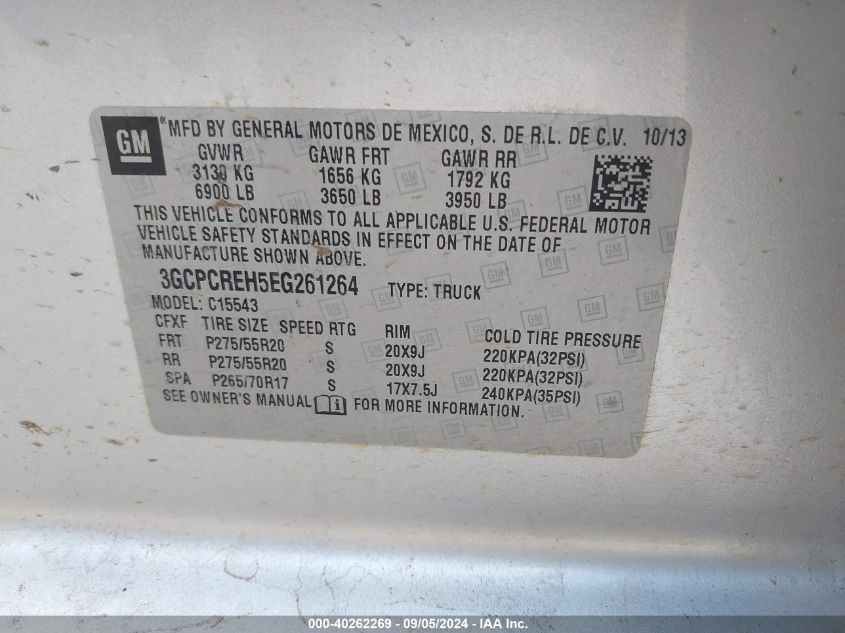 GM ® MFD BY GENERAL MOTORS DE MEXICO, S. DE R.L. DE C.V. 10/13
GVWR GAWR FRT GAWR RR
3130 KG 1656 KG 1792 KG
6900 LB 3650 LB 3950 LB
THIS VEHICLE CONFORMS TO ALL APPLICABLE U.S. FEDERAL MOTOR
VEHICLE SAFETY STANDARDS IN EFFECT ON THE DATE OF
MANUFACTURE SHOWN ABOVE.
3GCPCREH5EG261264 TYPE: TRUCK
MODEL: C15543
CFXF TIRE SIZE SPEED RTG RIM COLD TIRE PRESSURE
FRT P275/55R20 S 20X9J 220KPA(32PSI)
RR P275/55R20 S 20X9J 220KPA(32PSI)
SPA P265/70R17 S 17X7.5J 240KPA(35PSI)
SEE OWNER'S MANUAL FOR MORE INFORMATION.
000-40262269 - 09/05/2024 - IAA Inc.